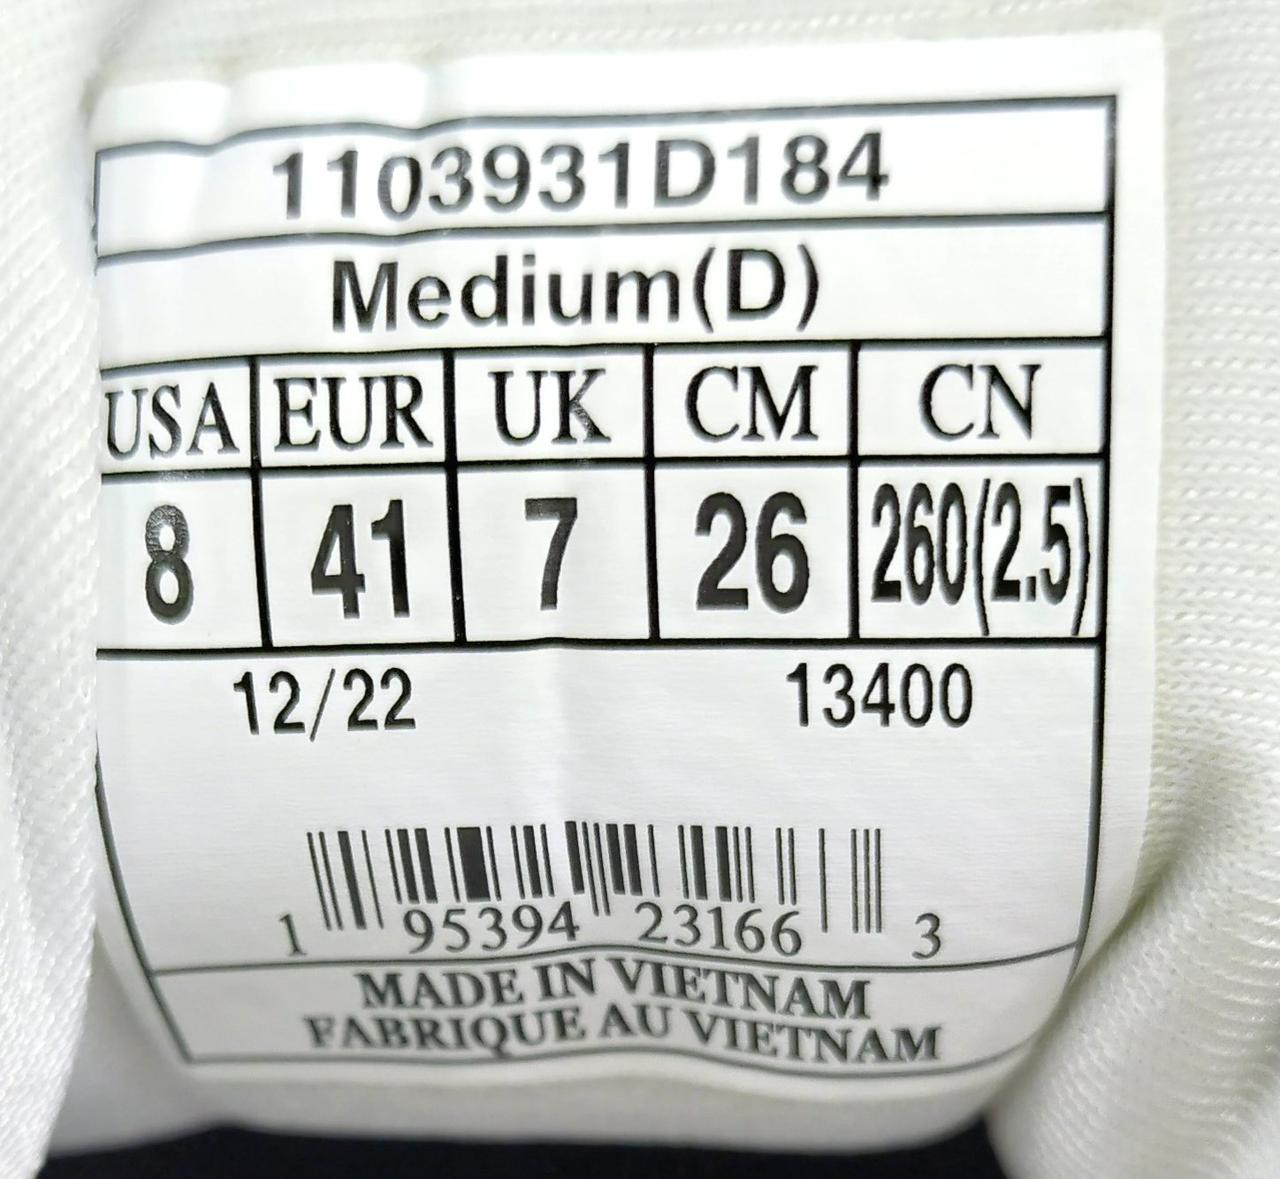 1103931D184
Medium(D)
USA EUR UK CM CN
8 41 7 26 260(2.5)
12/22 13400
1 95394 23166 3
MADE IN VIETNAM
FABRIQUE AU VIETNAM